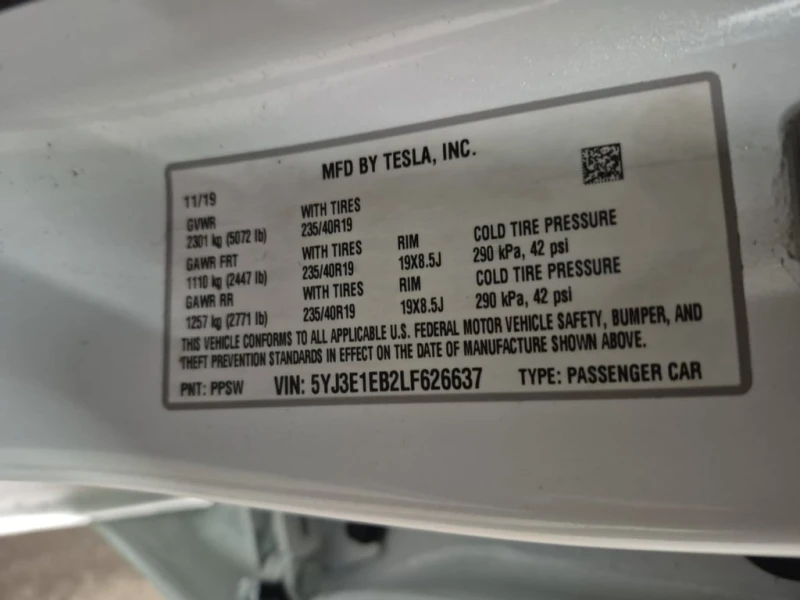 MFD BY TESLA, INC.
11/19
GVWR
2301 kg (5072 lb)
WITH TIRES
235/40R19
GAWR FRT
1110 kg (2447 lb)
WITH TIRES
235/40R19
RIM
19X8.5J
COLD TIRE PRESSURE
290 kPa, 42 psi
GAWR RR
1257 kg (2771 lb)
WITH TIRES
235/40R19
RIM
19X8.5J
COLD TIRE PRESSURE
290 kPa, 42 psi
THIS VEHICLE CONFORMS TO ALL APPLICABLE U.S. FEDERAL MOTOR VEHICLE SAFETY, BUMPER, AND
THEFT PREVENTION STANDARDS IN EFFECT ON THE DATE OF MANUFACTURE SHOWN ABOVE.
PNT: PPSW VIN: 5YJ3E1EB2LF626637 TYPE: PASSENGER CAR